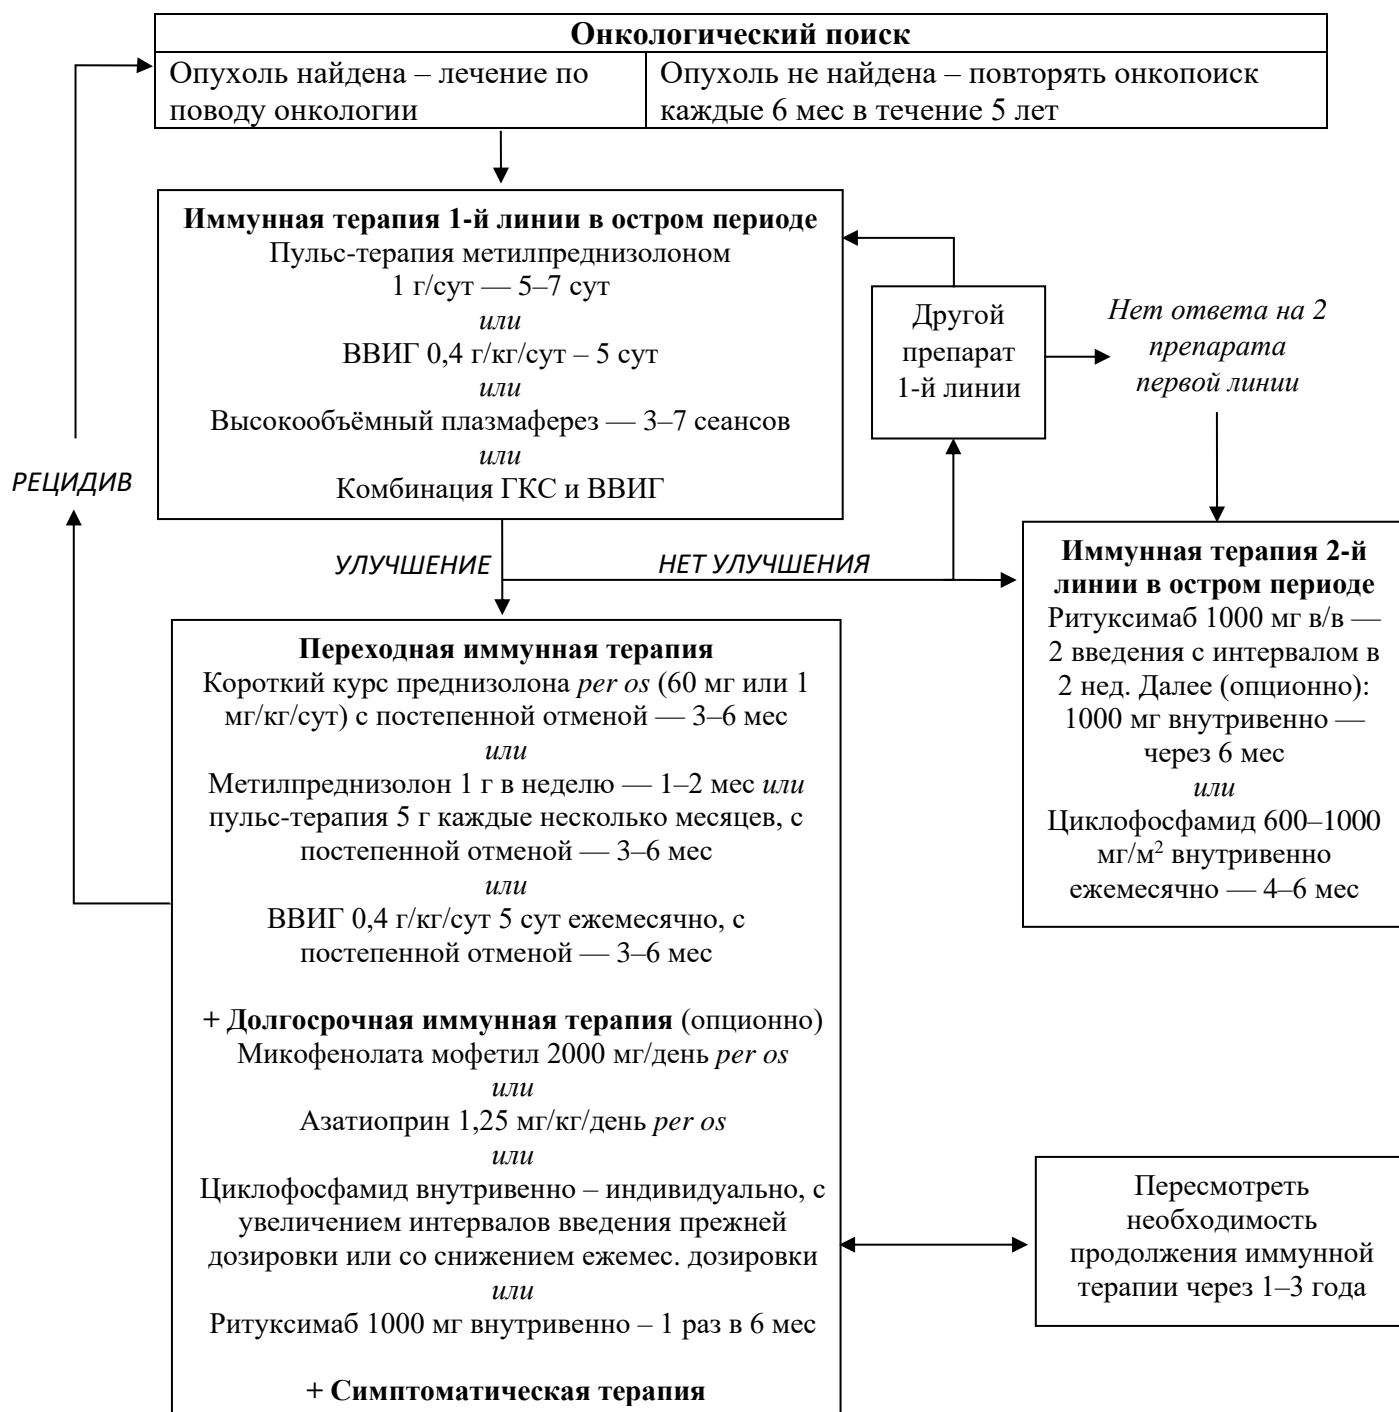 Онкологический поиск
Опухоль найдена – лечение по
поводу онкологии
Опухоль не найдена – повторять онкопоиск
каждые 6 мес в течение 5 лет
Иммунная терапия 1-й линии в остром периоде
Пульс-терапия метилпреднизолоном
1 г/сут — 5–7 сут
или
ВВИГ 0,4 г/кг/сут – 5 сут
или
Высокообъёмный плазмаферез — 3–7 сеансов
или
Комбинация ГКС и ВВИГ
Другой
препарат
1-й линии
Нет ответа на 2
препарата
первой линии
РЕЦИДИВ
УЛУЧШЕНИЕ
НЕТ УЛУЧШЕНИЯ
Иммунная терапия 2-й
линии в остром периоде
Ритуксимаб 1000 мг в/в —
2 введения с интервалом в
2 нед. Далее (опционно):
1000 мг внутривенно —
через 6 мес
или
Циклофосфамид 600–1000
мг/м² внутривенно
ежемесячно — 4–6 мес
Переходная иммунная терапия
Короткий курс преднизолона per os (60 мг или 1
мг/кг/сут) с постепенной отменой — 3–6 мес
или
Метилпреднизолон 1 г в неделю — 1–2 мес или
пульс-терапия 5 г каждые несколько месяцев, с
постепенной отменой — 3–6 мес
или
ВВИГ 0,4 г/кг/сут 5 сут ежемесячно, с
постепенной отменой — 3–6 мес
+ Долгосрочная иммунная терапия (опционно)
Микофенолата мофетил 2000 мг/день per os
или
Азатиоприн 1,25 мг/кг/день per os
или
Циклофосфамид внутривенно – индивидуально, с
увеличением интервалов введения прежней
дозировки или со снижением ежемес. дозировки
или
Ритуксимаб 1000 мг внутривенно – 1 раз в 6 мес
+ Симптоматическая терапия
Пересмотреть
необходимость
продолжения иммунной
терапии через 1–3 года